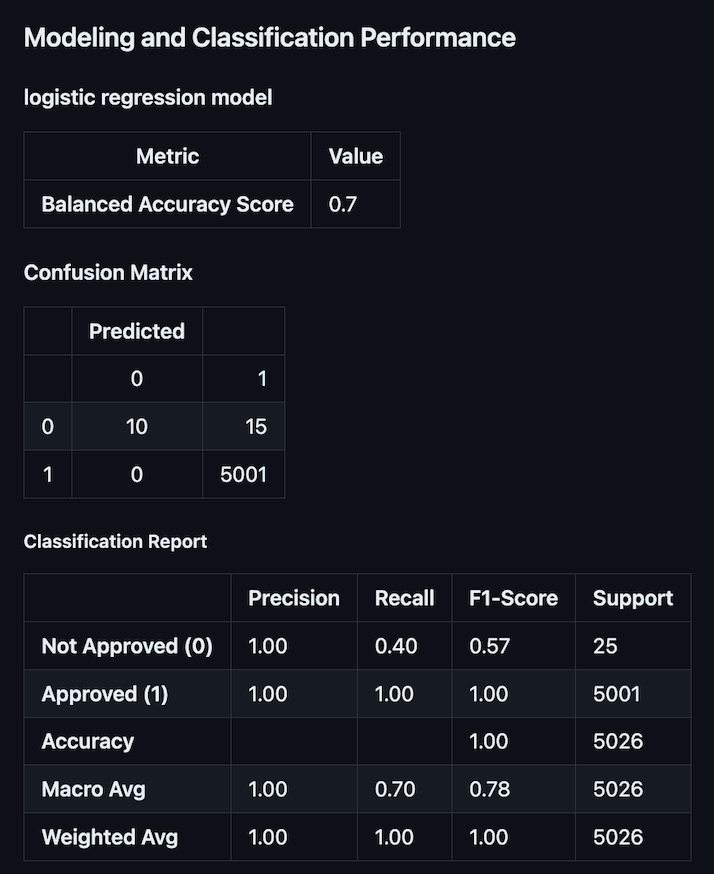 Modeling and Classification Performance
logistic regression model
Metric Value
Balanced Accuracy Score 0.7
Confusion Matrix
Predicted
0 1
0 10 15
1 0 5001
Classification Report
Precision Recall F1-Score Support
Not Approved (0) 1.00 0.40 0.57 25
Approved (1) 1.00 1.00 1.00 5001
Accuracy 1.00 5026
Macro Avg 1.00 0.70 0.78 5026
Weighted Avg 1.00 1.00 1.00 5026